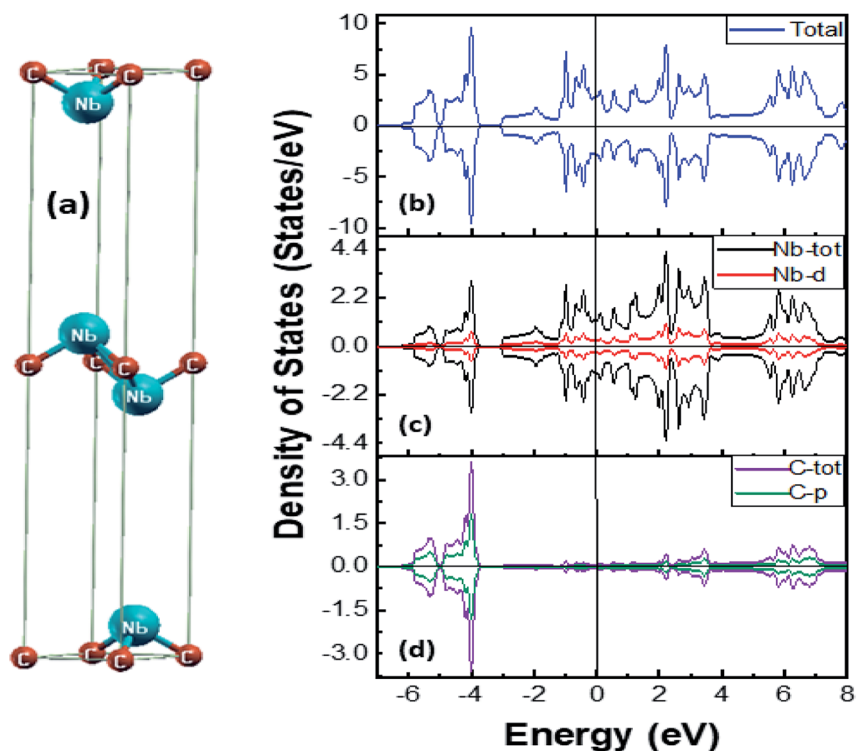 C C C C
Nb
(a)
Nb
C C C C
Nb
Nb
C C C C
Density of States (States/eV)
10
5
0
-5
-10
Total
(b)
4.4
2.2
0.0
-2.2
-4.4
Nb-tot
Nb-d
(c)
3.0
1.5
0.0
-1.5
-3.0
C-tot
C-p
(d)
-6 -4 -2 0 2 4 6 8
Energy (eV)